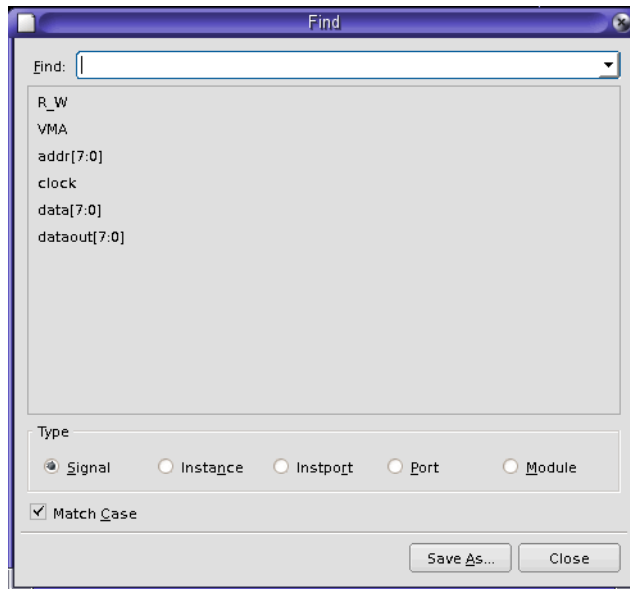 Find
Find:
R_W
VMA
addr[7:0]
clock
data[7:0]
dataout[7:0]
Type
Signal Instance Instport Port Module
Match Case
Save As... Close